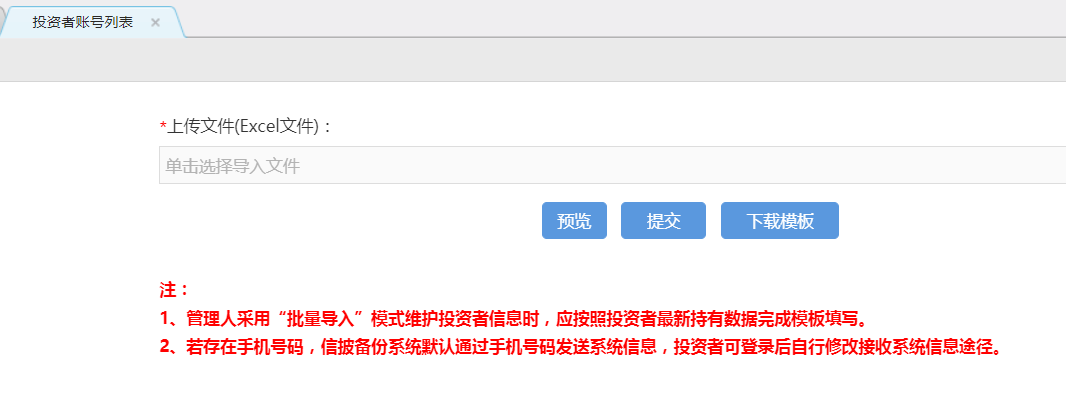 投资者账号列表 ×
*上传文件(Excel文件)：
单击选择导入文件
预览 提交 下载模板
注：
1、管理人采用“批量导入”模式维护投资者信息时，应按照投资者最新持有数据完成模板填写。
2、若存在手机号码，信披备份系统默认通过手机号码发送系统信息，投资者可登录后自行修改接收系统信息途径。